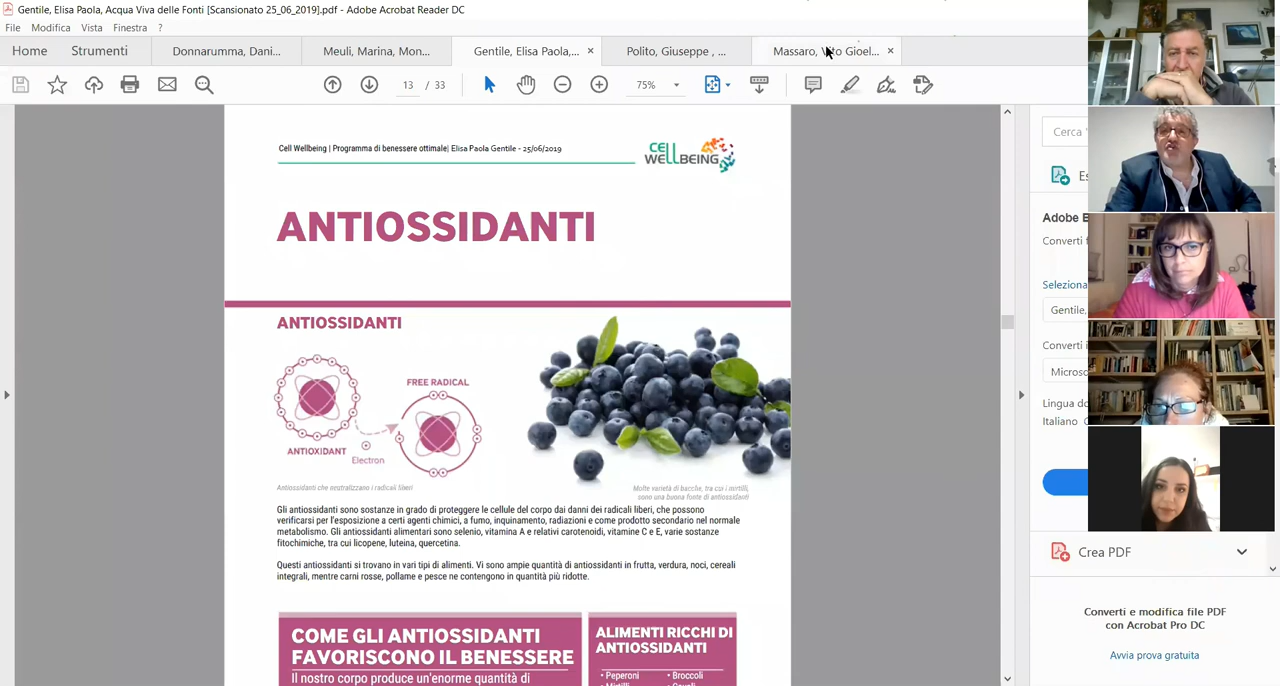 Gentile, Elisa Paola, Acqua Viva delle Fonti [Scansionato 25_06_2019].pdf - Adobe Acrobat Reader DC
File Modifica Vista Finestra ?
Home Strumenti Donnarumma, Dani... Meuli, Marina, Mon... Gentile, Elisa Paola,... × Polito, Giuseppe , ... Massaro, Vito Gioel... ×
13 / 33 75%
Cell Wellbeing | Programma di benessere ottimale| Elisa Paola Gentile - 25/06/2019
CELL
WELLBEING
ANTIOSSIDANTI
ANTIOSSIDANTI
FREE RADICAL
ANTIOXIDANT
Electron
Antiossidanti che neutralizzano i radicali liberi
Molte varietà di bacche, tra cui i mirtilli,
sono una buona fonte di antiossidanti
Gli antiossidanti sono sostanze in grado di proteggere le cellule del corpo dai danni dei radicali liberi, che possono
verificarsi per l'esposizione a certi agenti chimici, a fumo, inquinamento, radiazioni e come prodotto secondario nel normale
metabolismo. Gli antiossidanti alimentari sono selenio, vitamina A e relativi carotenoidi, vitamine C e E, varie sostanze
fitochimiche, tra cui licopene, luteina, quercetina.
Questi antiossidanti si trovano in vari tipi di alimenti. Vi sono ampie quantità di antiossidanti in frutta, verdura, noci, cereali
integrali, mentre carni rosse, pollame e pesce ne contengono in quantità più ridotte.
COME GLI ANTIOSSIDANTI
FAVORISCONO IL BENESSERE
Il nostro corpo produce un'enorme quantità di
ALIMENTI RICCHI DI
ANTIOSSIDANTI
• Peperoni • Broccoli
Cerca
Es
Adobe E
Converti f
Seleziona
Gentile,
Converti i
Microso
Lingua do
Italiano
Crea PDF
Converti e modifica file PDF
con Acrobat Pro DC
Avvia prova gratuita